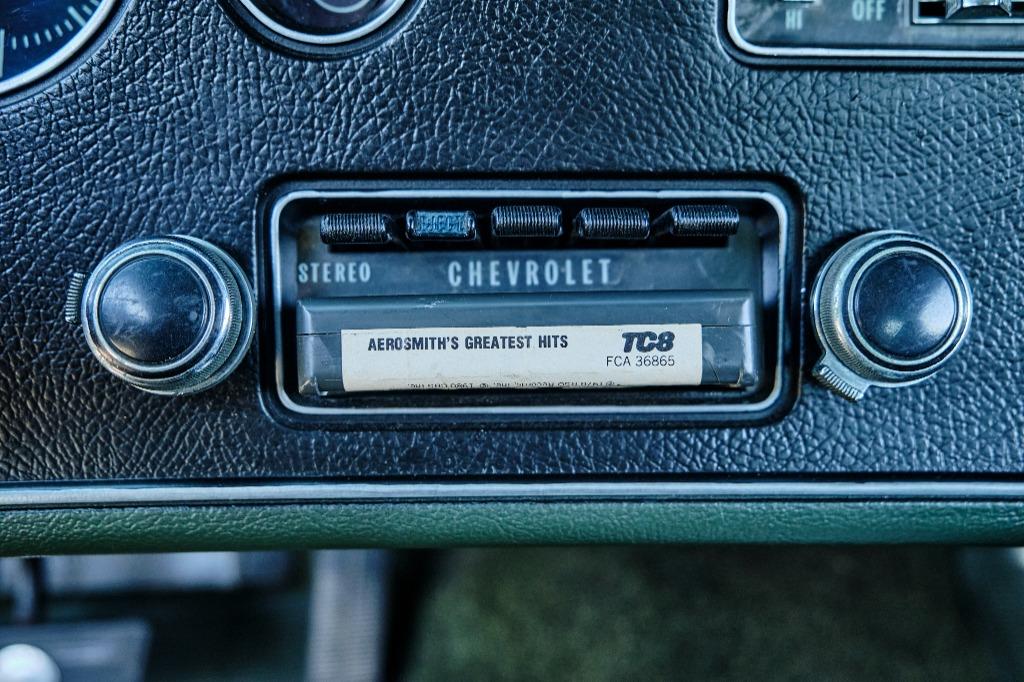 HI OFF
STEREO CHEVROLET
AEROSMITH'S GREATEST HITS TC8
FCA 36865